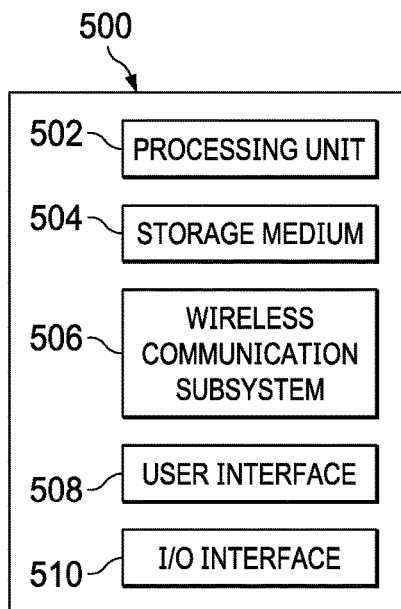 500
502 PROCESSING UNIT
504 STORAGE MEDIUM
506 WIRELESS
COMMUNICATION
SUBSYSTEM
508 USER INTERFACE
510 I/O INTERFACE